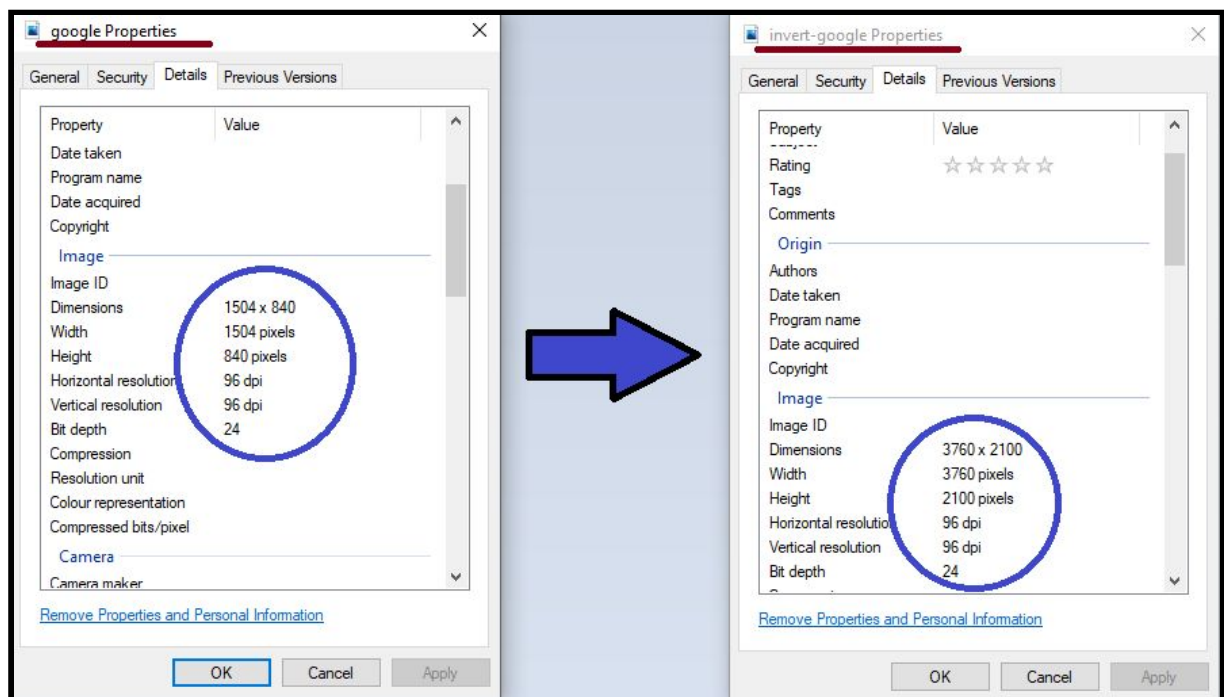 google Properties
General Security Details Previous Versions
Property Value
Date taken
Program name
Date acquired
Copyright
Image
Image ID
Dimensions 1504 x 840
Width 1504 pixels
Height 840 pixels
Horizontal resolution 96 dpi
Vertical resolution 96 dpi
Bit depth 24
Compression
Resolution unit
Colour representation
Compressed bits/pixel
Camera
Camera maker
Remove Properties and Personal Information
OK Cancel Apply
invert-google Properties
General Security Details Previous Versions
Property Value
Rating
Tags
Comments
Origin
Authors
Date taken
Program name
Date acquired
Copyright
Image
Image ID
Dimensions 3760 x 2100
Width 3760 pixels
Height 2100 pixels
Horizontal resolutio 96 dpi
Vertical resolution 96 dpi
Bit depth 24
Remove Properties and Personal Information
OK Cancel Apply